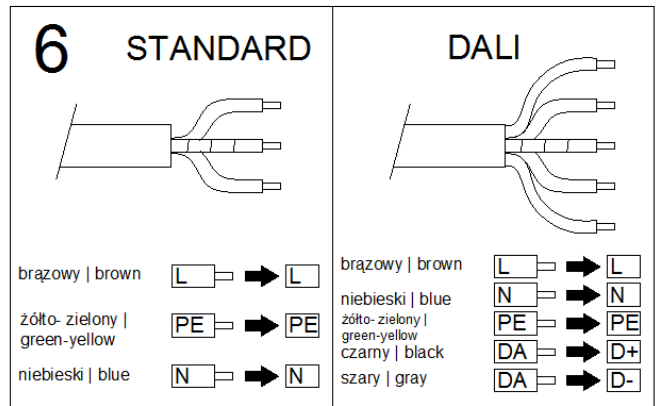 6 STANDARD
brązowy | brown L L
żółto- zielony |
green-yellow PE PE
niebieski | blue N N
DALI
brązowy | brown L L
niebieski | blue N N
żółto- zielony |
green-yellow PE PE
czarny | black DA D+
szary | gray DA D-